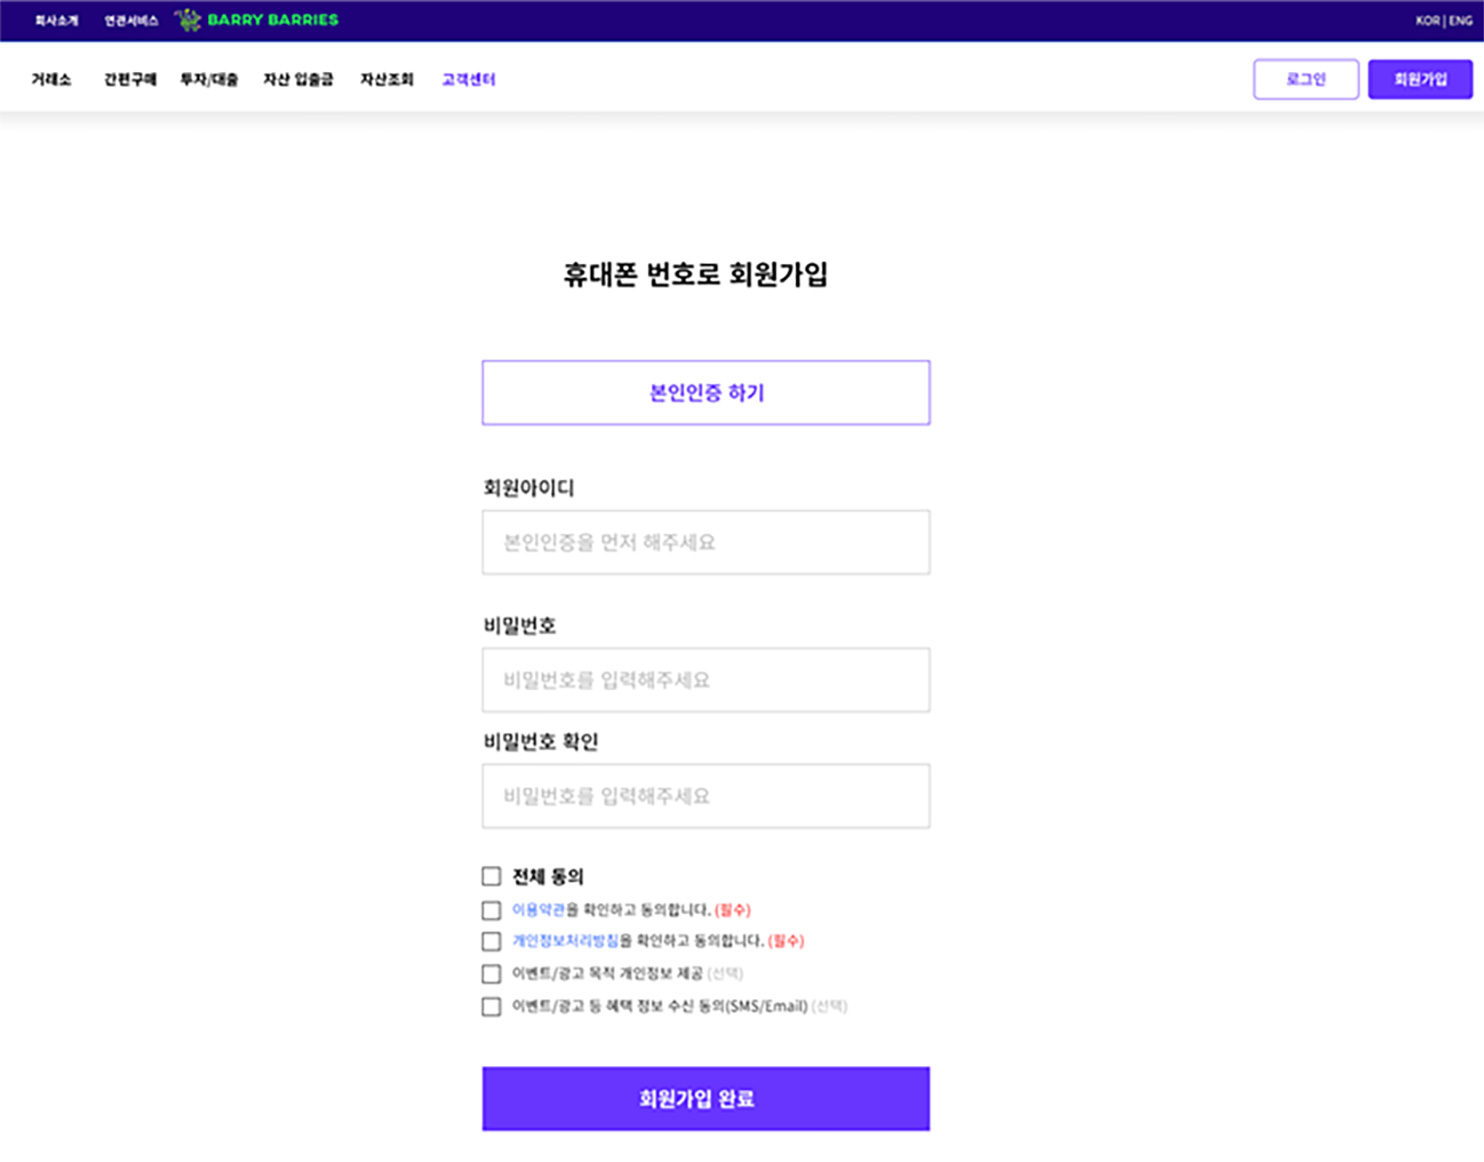 회사소개 연관서비스 BARRY BARRIES KOR | ENG
거래소 간편구매 투자/대출 자산 입출금 자산조회 고객센터 로그인 회원가입
휴대폰 번호로 회원가입
본인인증 하기
회원아이디
본인인증을 먼저 해주세요
비밀번호
비밀번호를 입력해주세요
비밀번호 확인
비밀번호를 입력해주세요
전체 동의
이용약관을 확인하고 동의합니다. (필수)
개인정보처리방침을 확인하고 동의합니다. (필수)
이벤트/광고 목적 개인정보 제공 (선택)
이벤트/광고 등 혜택 정보 수신 동의(SMS/Email) (선택)
회원가입 완료